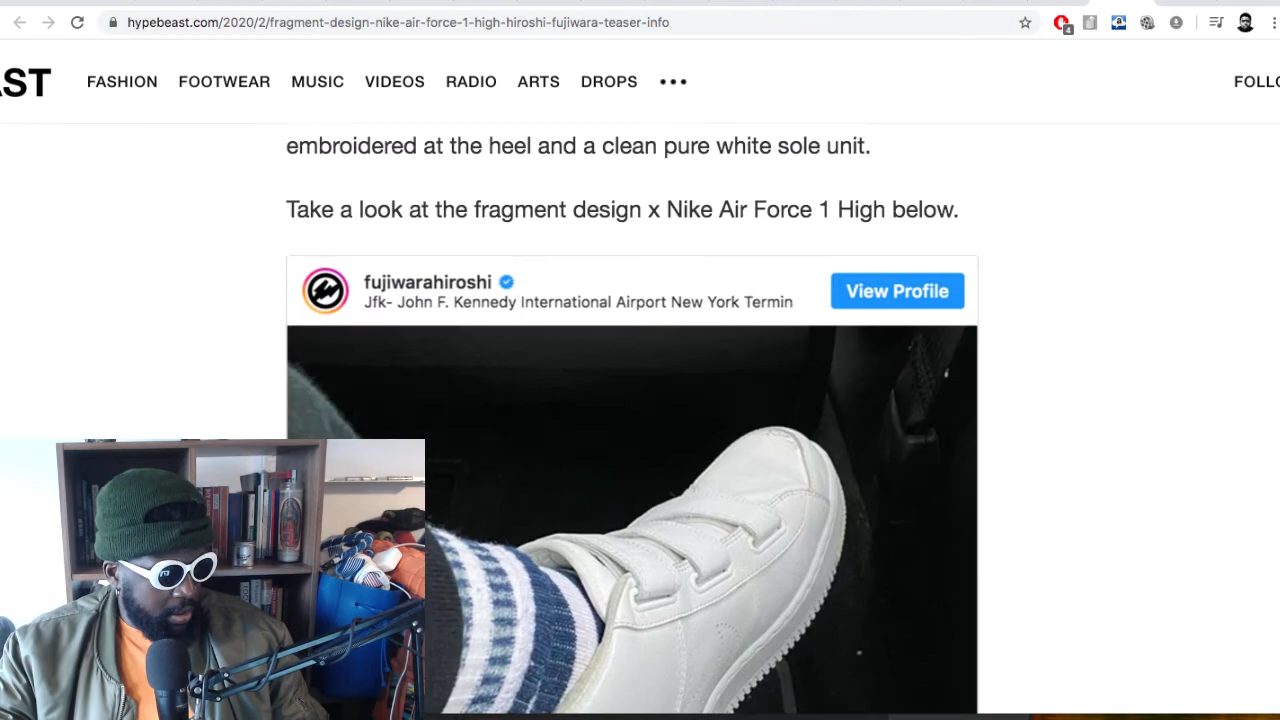 hypebeast.com/2020/2/fragment-design-nike-air-force-1-high-hiroshi-fujiwara-teaser-info
4
AST FASHION FOOTWEAR MUSIC VIDEOS RADIO ARTS DROPS ••• FOLLO
embroidered at the heel and a clean pure white sole unit.
Take a look at the fragment design x Nike Air Force 1 High below.
fujiwarahiroshi
Jfk- John F. Kennedy International Airport New York Termin
View Profile